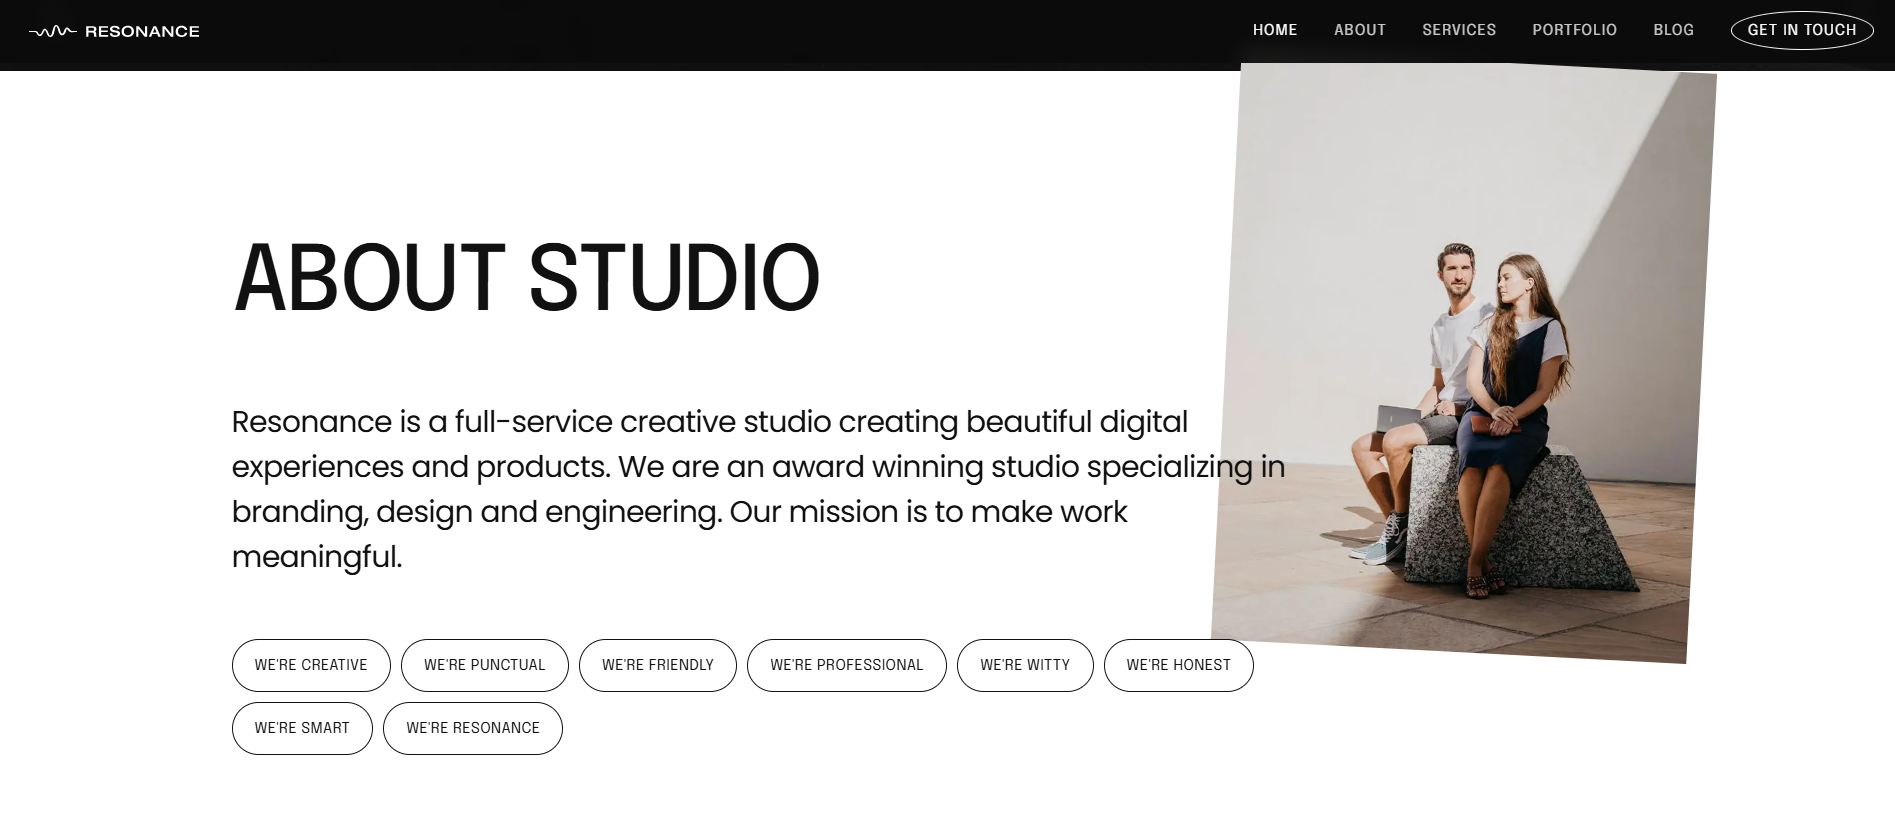 RESONANCE
HOME ABOUT SERVICES PORTFOLIO BLOG GET IN TOUCH
ABOUT STUDIO
Resonance is a full-service creative studio creating beautiful digital
experiences and products. We are an award winning studio specializing in
branding, design and engineering. Our mission is to make work
meaningful.
WE'RE CREATIVE WE'RE PUNCTUAL WE'RE FRIENDLY WE'RE PROFESSIONAL WE'RE WITTY WE'RE HONEST
WE'RE SMART WE'RE RESONANCE